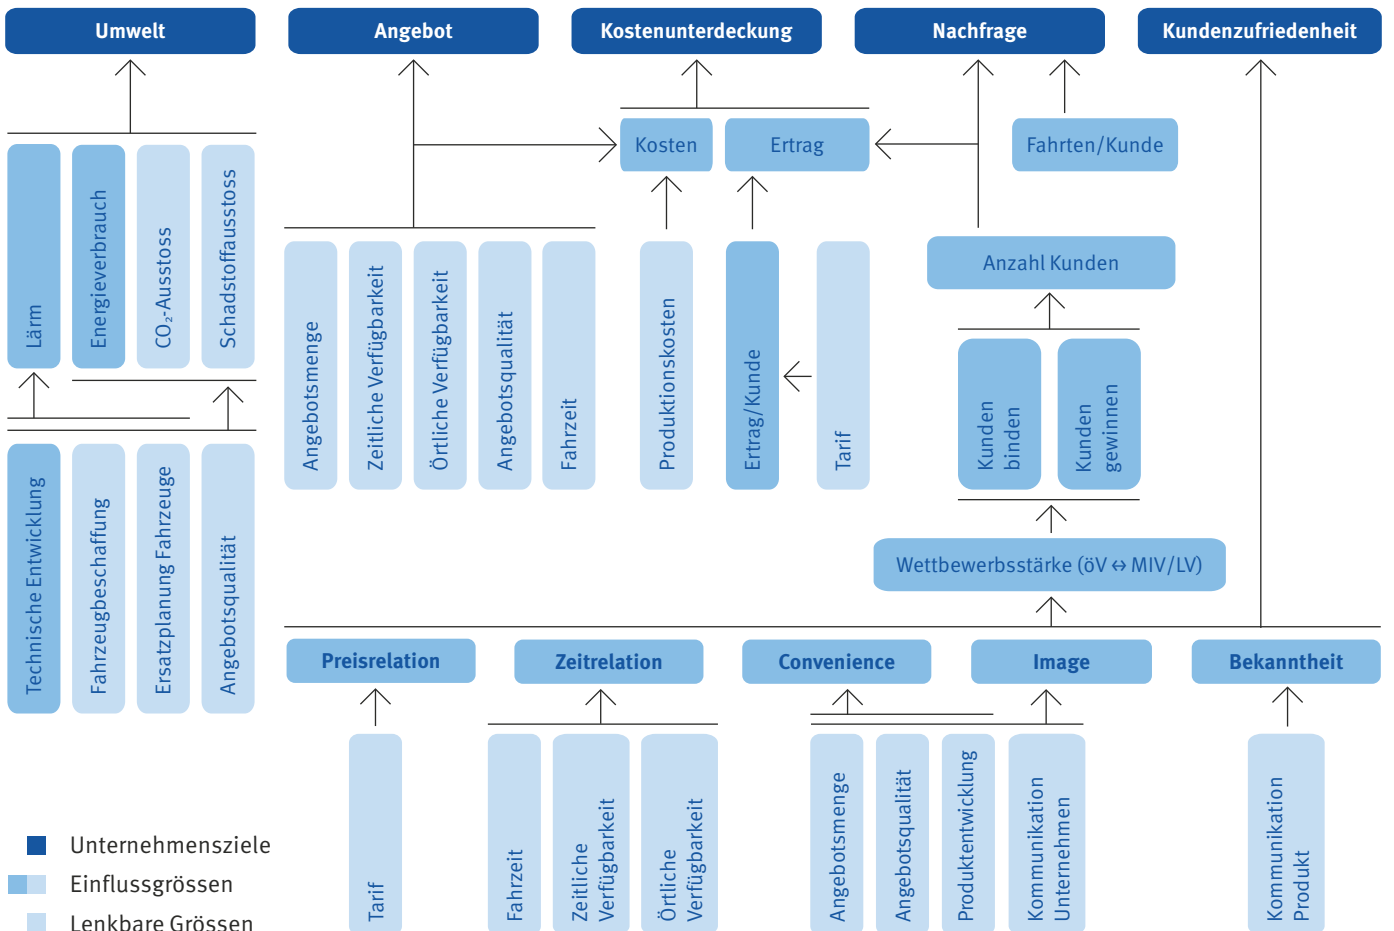 Umwelt
Angebot
Kostenunterdeckung
Nachfrage
Kundenzufriedenheit
Kosten
Ertrag
Fahrten/Kunde
Lärm
Energieverbrauch
CO₂-Ausstoss
Schadstoffausstoss
Angebotsmenge
Zeitliche Verfügbarkeit
Örtliche Verfügbarkeit
Angebotsqualität
Fahrzeit
Produktionskosten
Ertrag/Kunde
Tarif
Anzahl Kunden
Kunden
binden
Kunden
gewinnen
Technische Entwicklung
Fahrzeugbeschaffung
Ersatzplanung Fahrzeuge
Angebotsqualität
Wettbewerbsstärke (öV ↔ MIV/LV)
Preisrelation
Zeitrelation
Convenience
Image
Bekanntheit
Tarif
Fahrzeit
Zeitliche
Verfügbarkeit
Örtliche
Verfügbarkeit
Angebotsmenge
Angebotsqualität
Produktentwicklung
Kommunikation
Unternehmen
Kommunikation
Produkt
Unternehmensziele
Einflussgrössen
Lenkbare Grössen